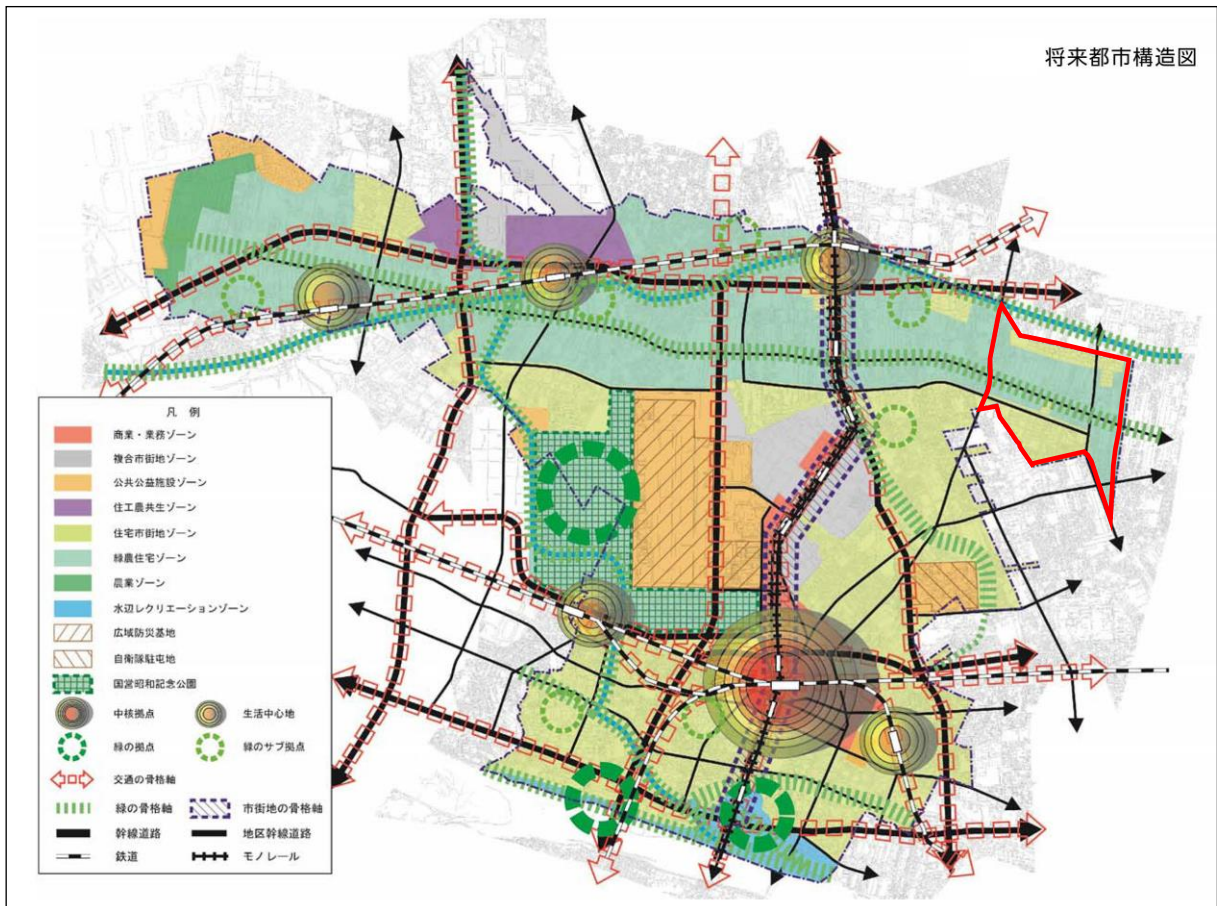 将来都市構造図
凡 例
商業・業務ゾーン
複合市街地ゾーン
公共公益施設ゾーン
住工農共生ゾーン
住宅市街地ゾーン
緑農住宅ゾーン
農業ゾーン
水辺レクリエーションゾーン
広域防災基地
自衛隊駐屯地
国営昭和記念公園
中核拠点
生活中心地
緑の拠点
緑のサブ拠点
交通の骨格軸
緑の骨格軸
市街地の骨格軸
幹線道路
地区幹線道路
鉄道
モノレール